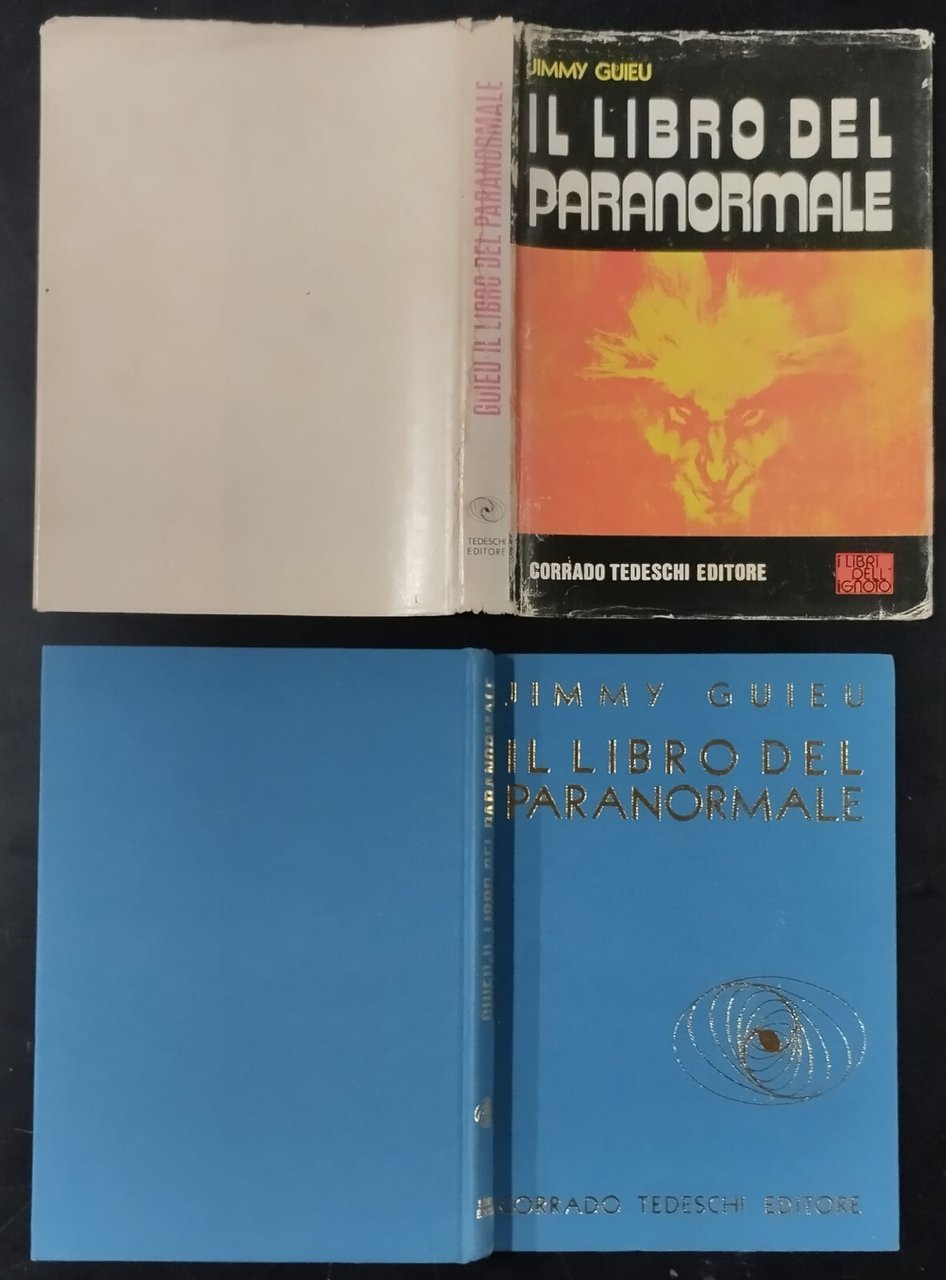 JIMMY GUIEU
IL LIBRO DEL
PARANORMALE
CORRADO TEDESCHI EDITORE
I LIBRI
DELL'
IGNOTO
GUIEU IL LIBRO DEL PARANORMALE
TEDESCHI
EDITORE
JIMMY GUIEU
IL LIBRO DEL
PARANORMALE
CORRADO TEDESCHI EDITORE
GUIEU IL LIBRO DEL PARANORMALE